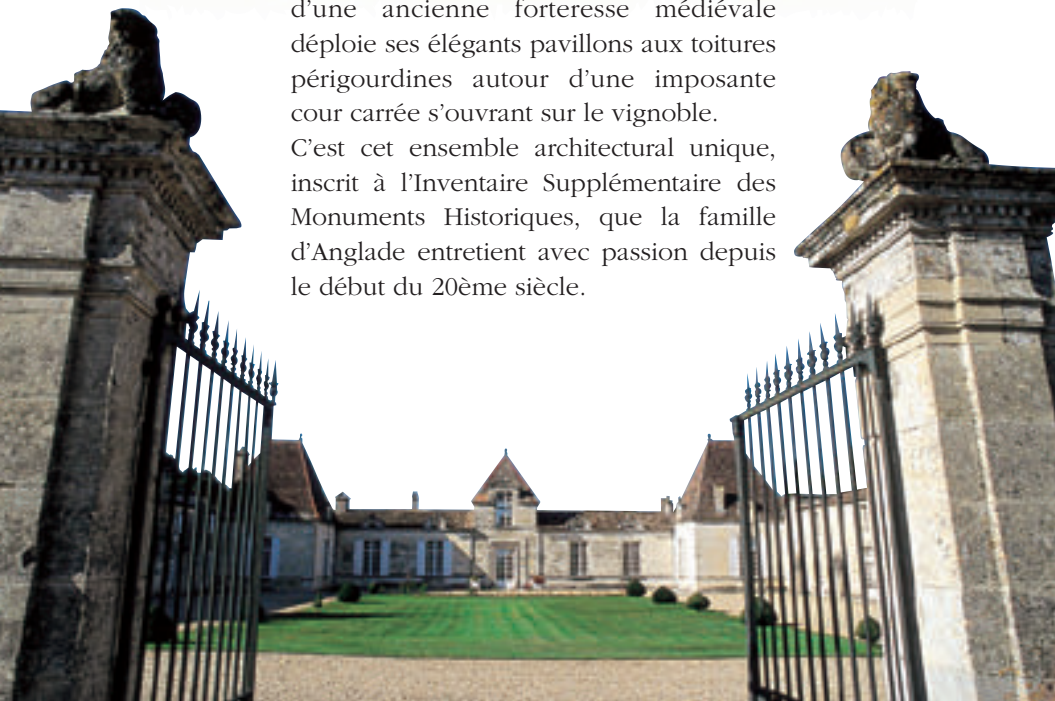 d’une ancienne forteresse médiévale
déploie ses élégants pavillons aux toitures
périgourdines autour d’une imposante
cour carrée s’ouvrant sur le vignoble.
C’est cet ensemble architectural unique,
inscrit à l’Inventaire Supplémentaire des
Monuments Historiques, que la famille
d’Anglade entretient avec passion depuis
le début du 20ème siècle.